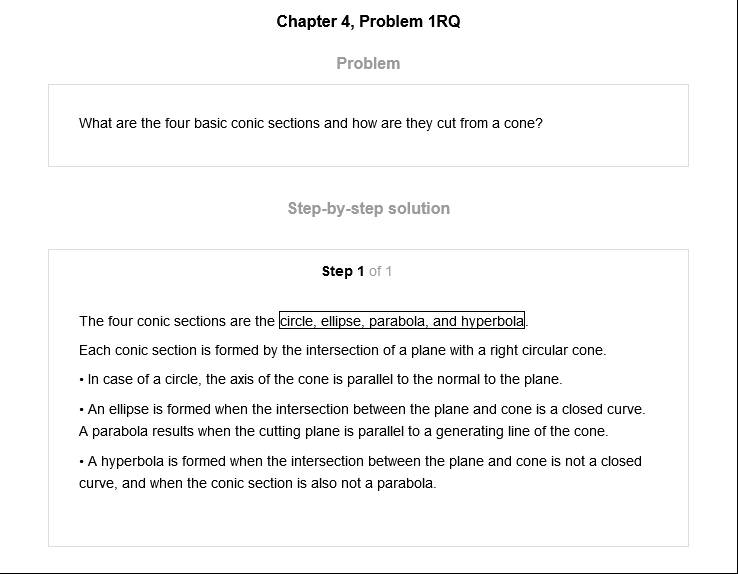 Chapter 4, Problem 1RQ
Problem
What are the four basic conic sections and how are they cut from a cone?
Step-by-step solution
Step 1 of 1
The four conic sections are the circle, ellipse, parabola, and hyperbola.
Each conic section is formed by the intersection of a plane with a right circular cone.
• In case of a circle, the axis of the cone is parallel to the normal to the plane.
• An ellipse is formed when the intersection between the plane and cone is a closed curve.
A parabola results when the cutting plane is parallel to a generating line of the cone.
• A hyperbola is formed when the intersection between the plane and cone is not a closed
curve, and when the conic section is also not a parabola.